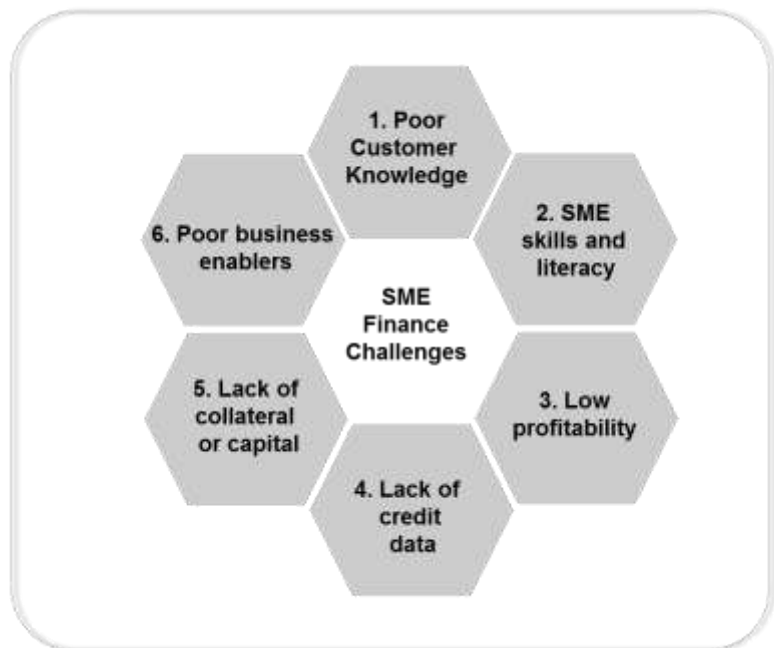 1. Poor
Customer
Knowledge
2. SME
skills and
literacy
3. Low
profitability
4. Lack of
credit
data
5. Lack of
collateral
or capital
6. Poor business
enablers
SME
Finance
Challenges